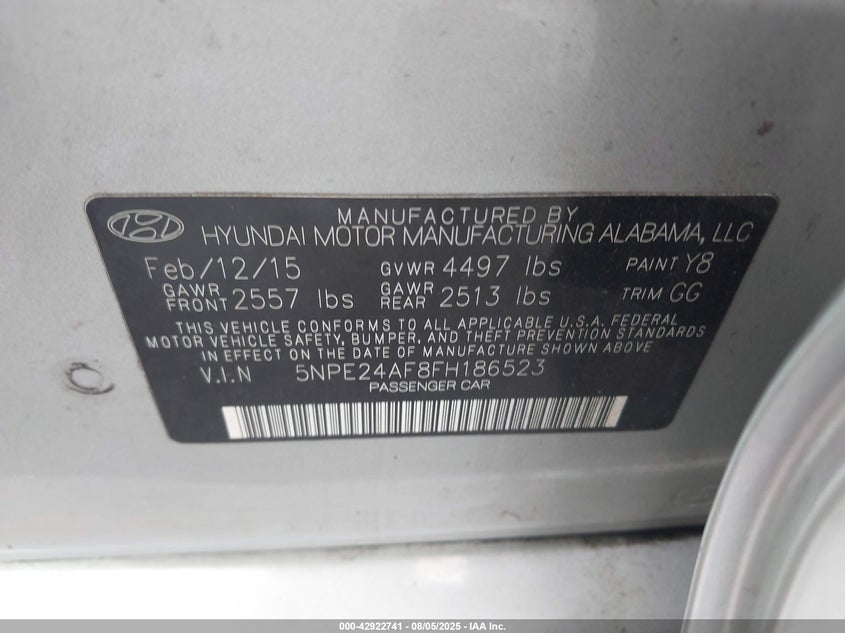 MANUFACTURED BY
HYUNDAI MOTOR MANUFACTURING ALABAMA, LLC
Feb/12/15 GVWR 4497 lbs PAINT Y8
GAWR FRONT 2557 lbs GAWR REAR 2513 lbs TRIM GG
THIS VEHICLE CONFORMS TO ALL APPLICABLE U.S.A. FEDERAL
MOTOR VEHICLE SAFETY, BUMPER, AND THEFT PREVENTION STANDARDS
IN EFFECT ON THE DATE OF MANUFACTURE SHOWN ABOVE
V.I.N 5NPE24AF8FH186523
PASSENGER CAR
000-42922741 - 08/05/2025 - IAA Inc.